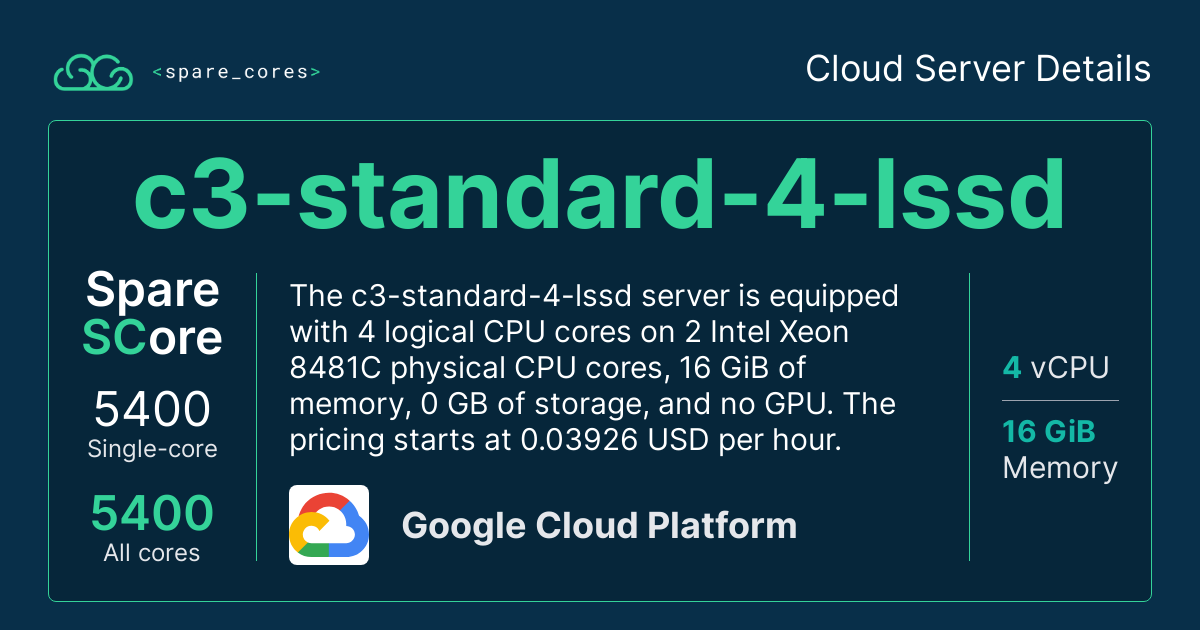 <spare_cores>
Cloud Server Details
c3-standard-4-lssd
Spare
SCore
5400
Single-core
5400
All cores
The c3-standard-4-lssd server is equipped
with 4 logical CPU cores on 2 Intel Xeon
8481C physical CPU cores, 16 GiB of
memory, 0 GB of storage, and no GPU. The
pricing starts at 0.03926 USD per hour.
Google Cloud Platform
4 vCPU
16 GiB
Memory